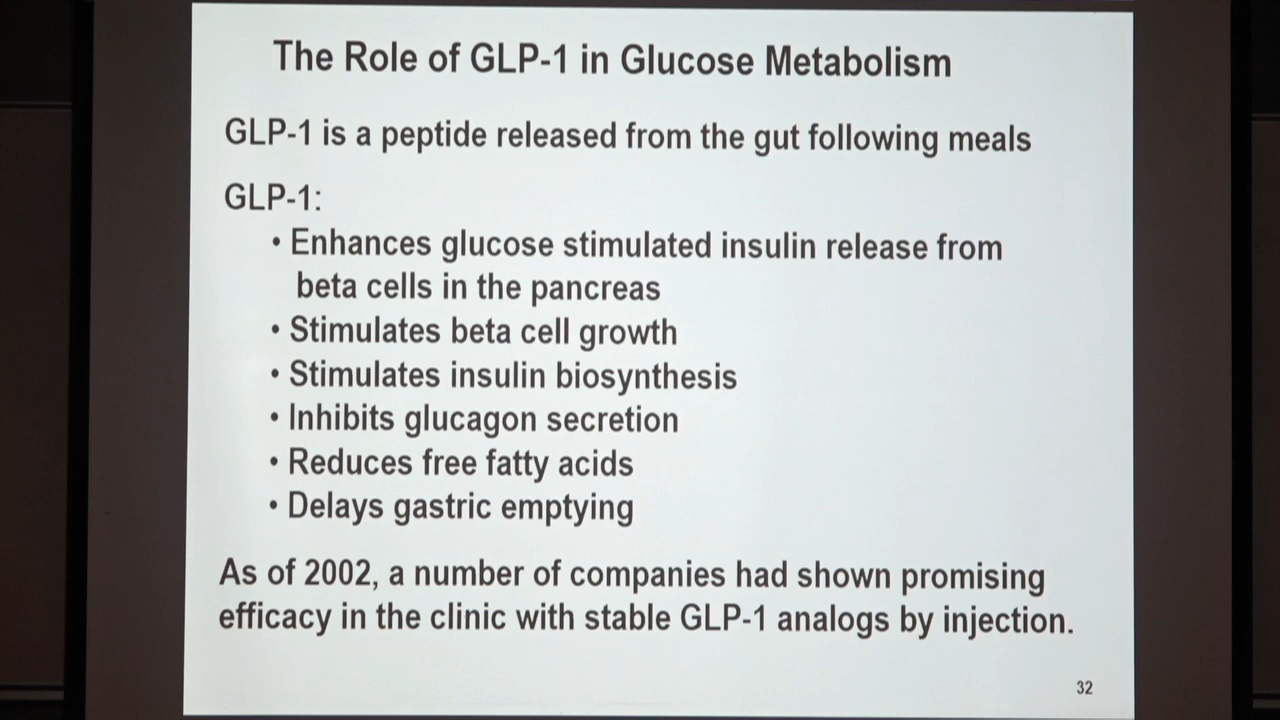 The Role of GLP-1 in Glucose Metabolism
GLP-1 is a peptide released from the gut following meals
GLP-1:
• Enhances glucose stimulated insulin release from
beta cells in the pancreas
• Stimulates beta cell growth
• Stimulates insulin biosynthesis
• Inhibits glucagon secretion
• Reduces free fatty acids
• Delays gastric emptying
As of 2002, a number of companies had shown promising
efficacy in the clinic with stable GLP-1 analogs by injection.
32